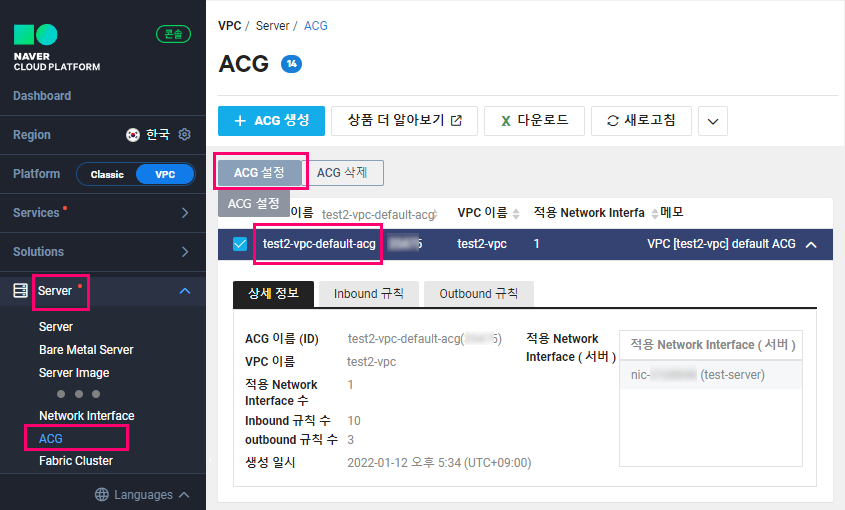 콘솔
NAVER
CLOUD PLATFORM
Dashboard
Region 한국
Platform Classic VPC
Services
Solutions
Server
Server
Bare Metal Server
Server Image
Network Interface
ACG
Fabric Cluster
Languages
VPC / Server / ACG
ACG 14
+ ACG 생성 상품 더 알아보기 다운로드 새로고침
ACG 설정 ACG 삭제
ACG 설정
이름 test2-vpc-default-acg VPC 이름 적용 Network Interfa 메모
test2-vpc-default-acg test2-vpc 1 VPC [test2-vpc] default ACG
상세 정보 Inbound 규칙 Outbound 규칙
ACG 이름 (ID) test2-vpc-default-acg(
VPC 이름 test2-vpc
적용 Network
Interface 수 1
Inbound 규칙 수 10
outbound 규칙 수 3
생성 일시 2022-01-12 오후 5:34 (UTC+09:00)
적용 Network
Interface ( 서버 )
적용 Network Interface ( 서버 )
nic- (test-server)